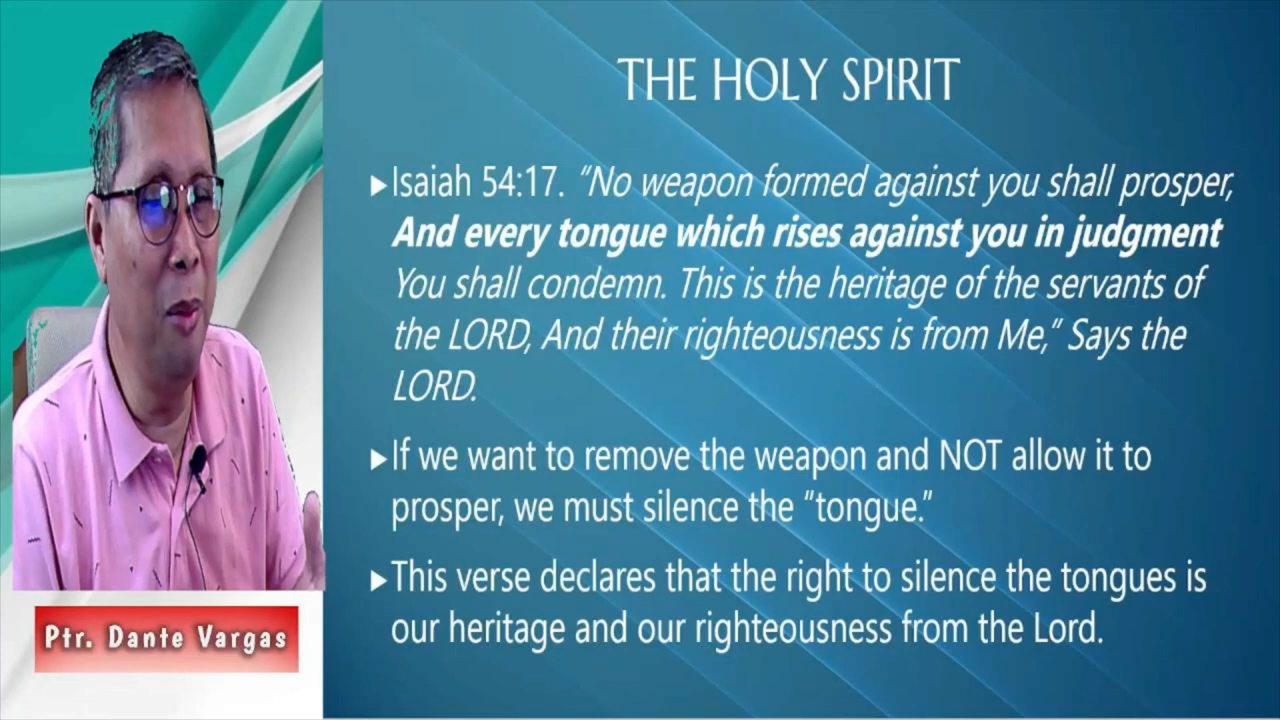 THE HOLY SPIRIT
▶Isaiah 54:17. “No weapon formed against you shall prosper,
And every tongue which rises against you in judgment
You shall condemn. This is the heritage of the servants of
the LORD, And their righteousness is from Me,” Says the
LORD.
▶If we want to remove the weapon and NOT allow it to
prosper, we must silence the “tongue.”
▶This verse declares that the right to silence the tongues is
our heritage and our righteousness from the Lord.
Ptr. Dante Vargas